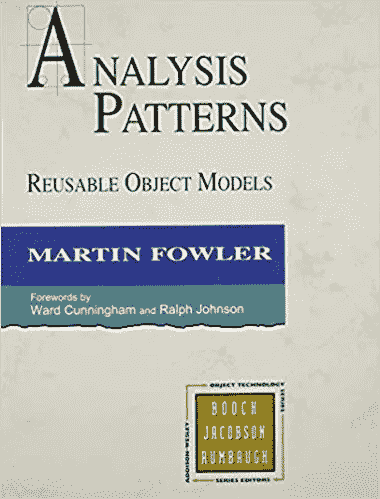 ANALYSIS
PATTERNS
REUSABLE OBJECT MODELS
MARTIN FOWLER
Forewords by
Ward Cunningham and Ralph Johnson
OBJECT TECHNOLOGY
SERIES
BOOCH
JACOBSON
RUMBAUGH
ADDISON-WESLEY
SERIES EDITORS